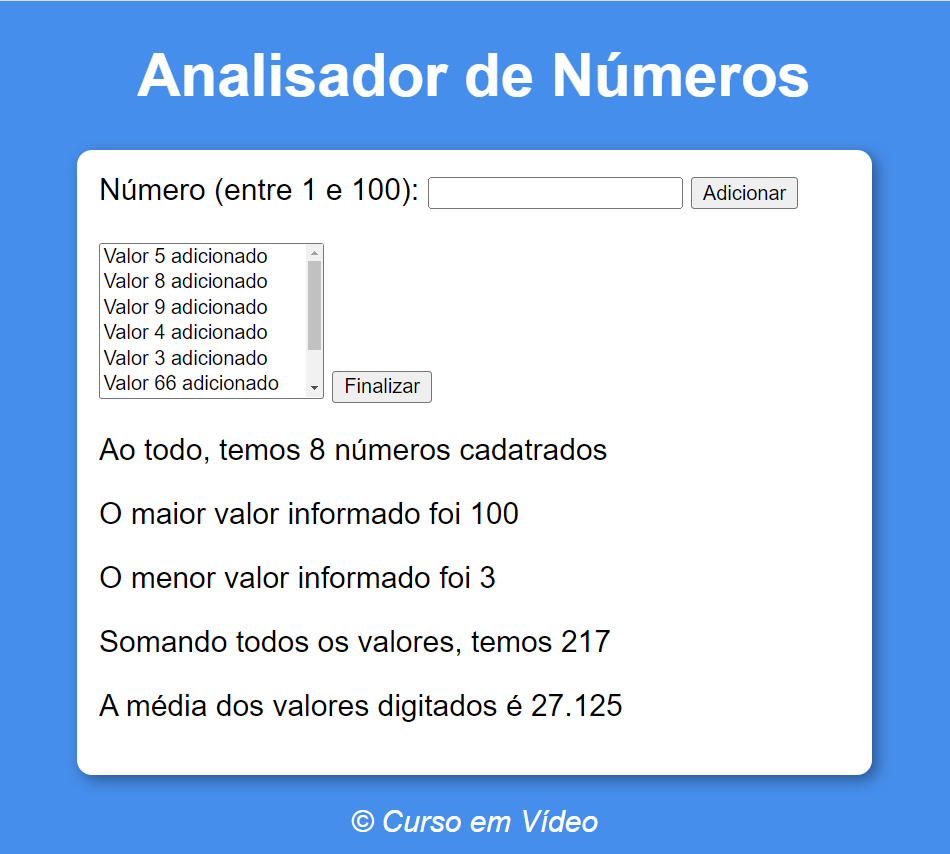 Analisador de Números
Número (entre 1 e 100): Adicionar
Valor 5 adicionado
Valor 8 adicionado
Valor 9 adicionado
Valor 4 adicionado
Valor 3 adicionado
Valor 66 adicionado
Finalizar
Ao todo, temos 8 números cadatrados
O maior valor informado foi 100
O menor valor informado foi 3
Somando todos os valores, temos 217
A média dos valores digitados é 27.125
© Curso em Vídeo